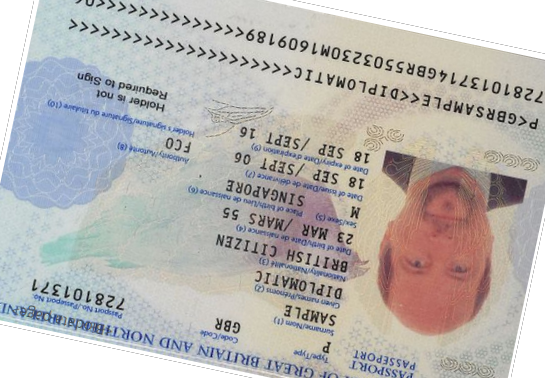 OF GREAT BRITAIN AND NORTHERN
PASSPORT
PASSEPORT
Type/Type
P
Code/Code
GBR
Passport No./Passeport No.
728101371
Surname/Nom (1)
SAMPLE
Given names/Prénoms (2)
DIPLOMATIC
Nationality/Nationalité (3)
BRITISH CITIZEN
Date of birth/Date de naissance (4)
23 MAR /MARS 55
Sex/Sexe (5)
M
Place of birth/Lieu de naissance (6)
SINGAPORE
Date of issue/Date de délivrance (7)
18 SEP /SEPT 06
Authority/Autorité (8)
FCO
Date of expiry/Date d'expiration (9)
18 SEP /SEPT 16
Holder's signature/Signature du titulaire (10)
Holder is not
Required to Sign
P<GBRSAMPLE<<DIPLOMATIC<<<<<<<<<<<<<<<<<<<<<
7281013714GBR5503230M1609189<<<<<<<<<<<<<<04